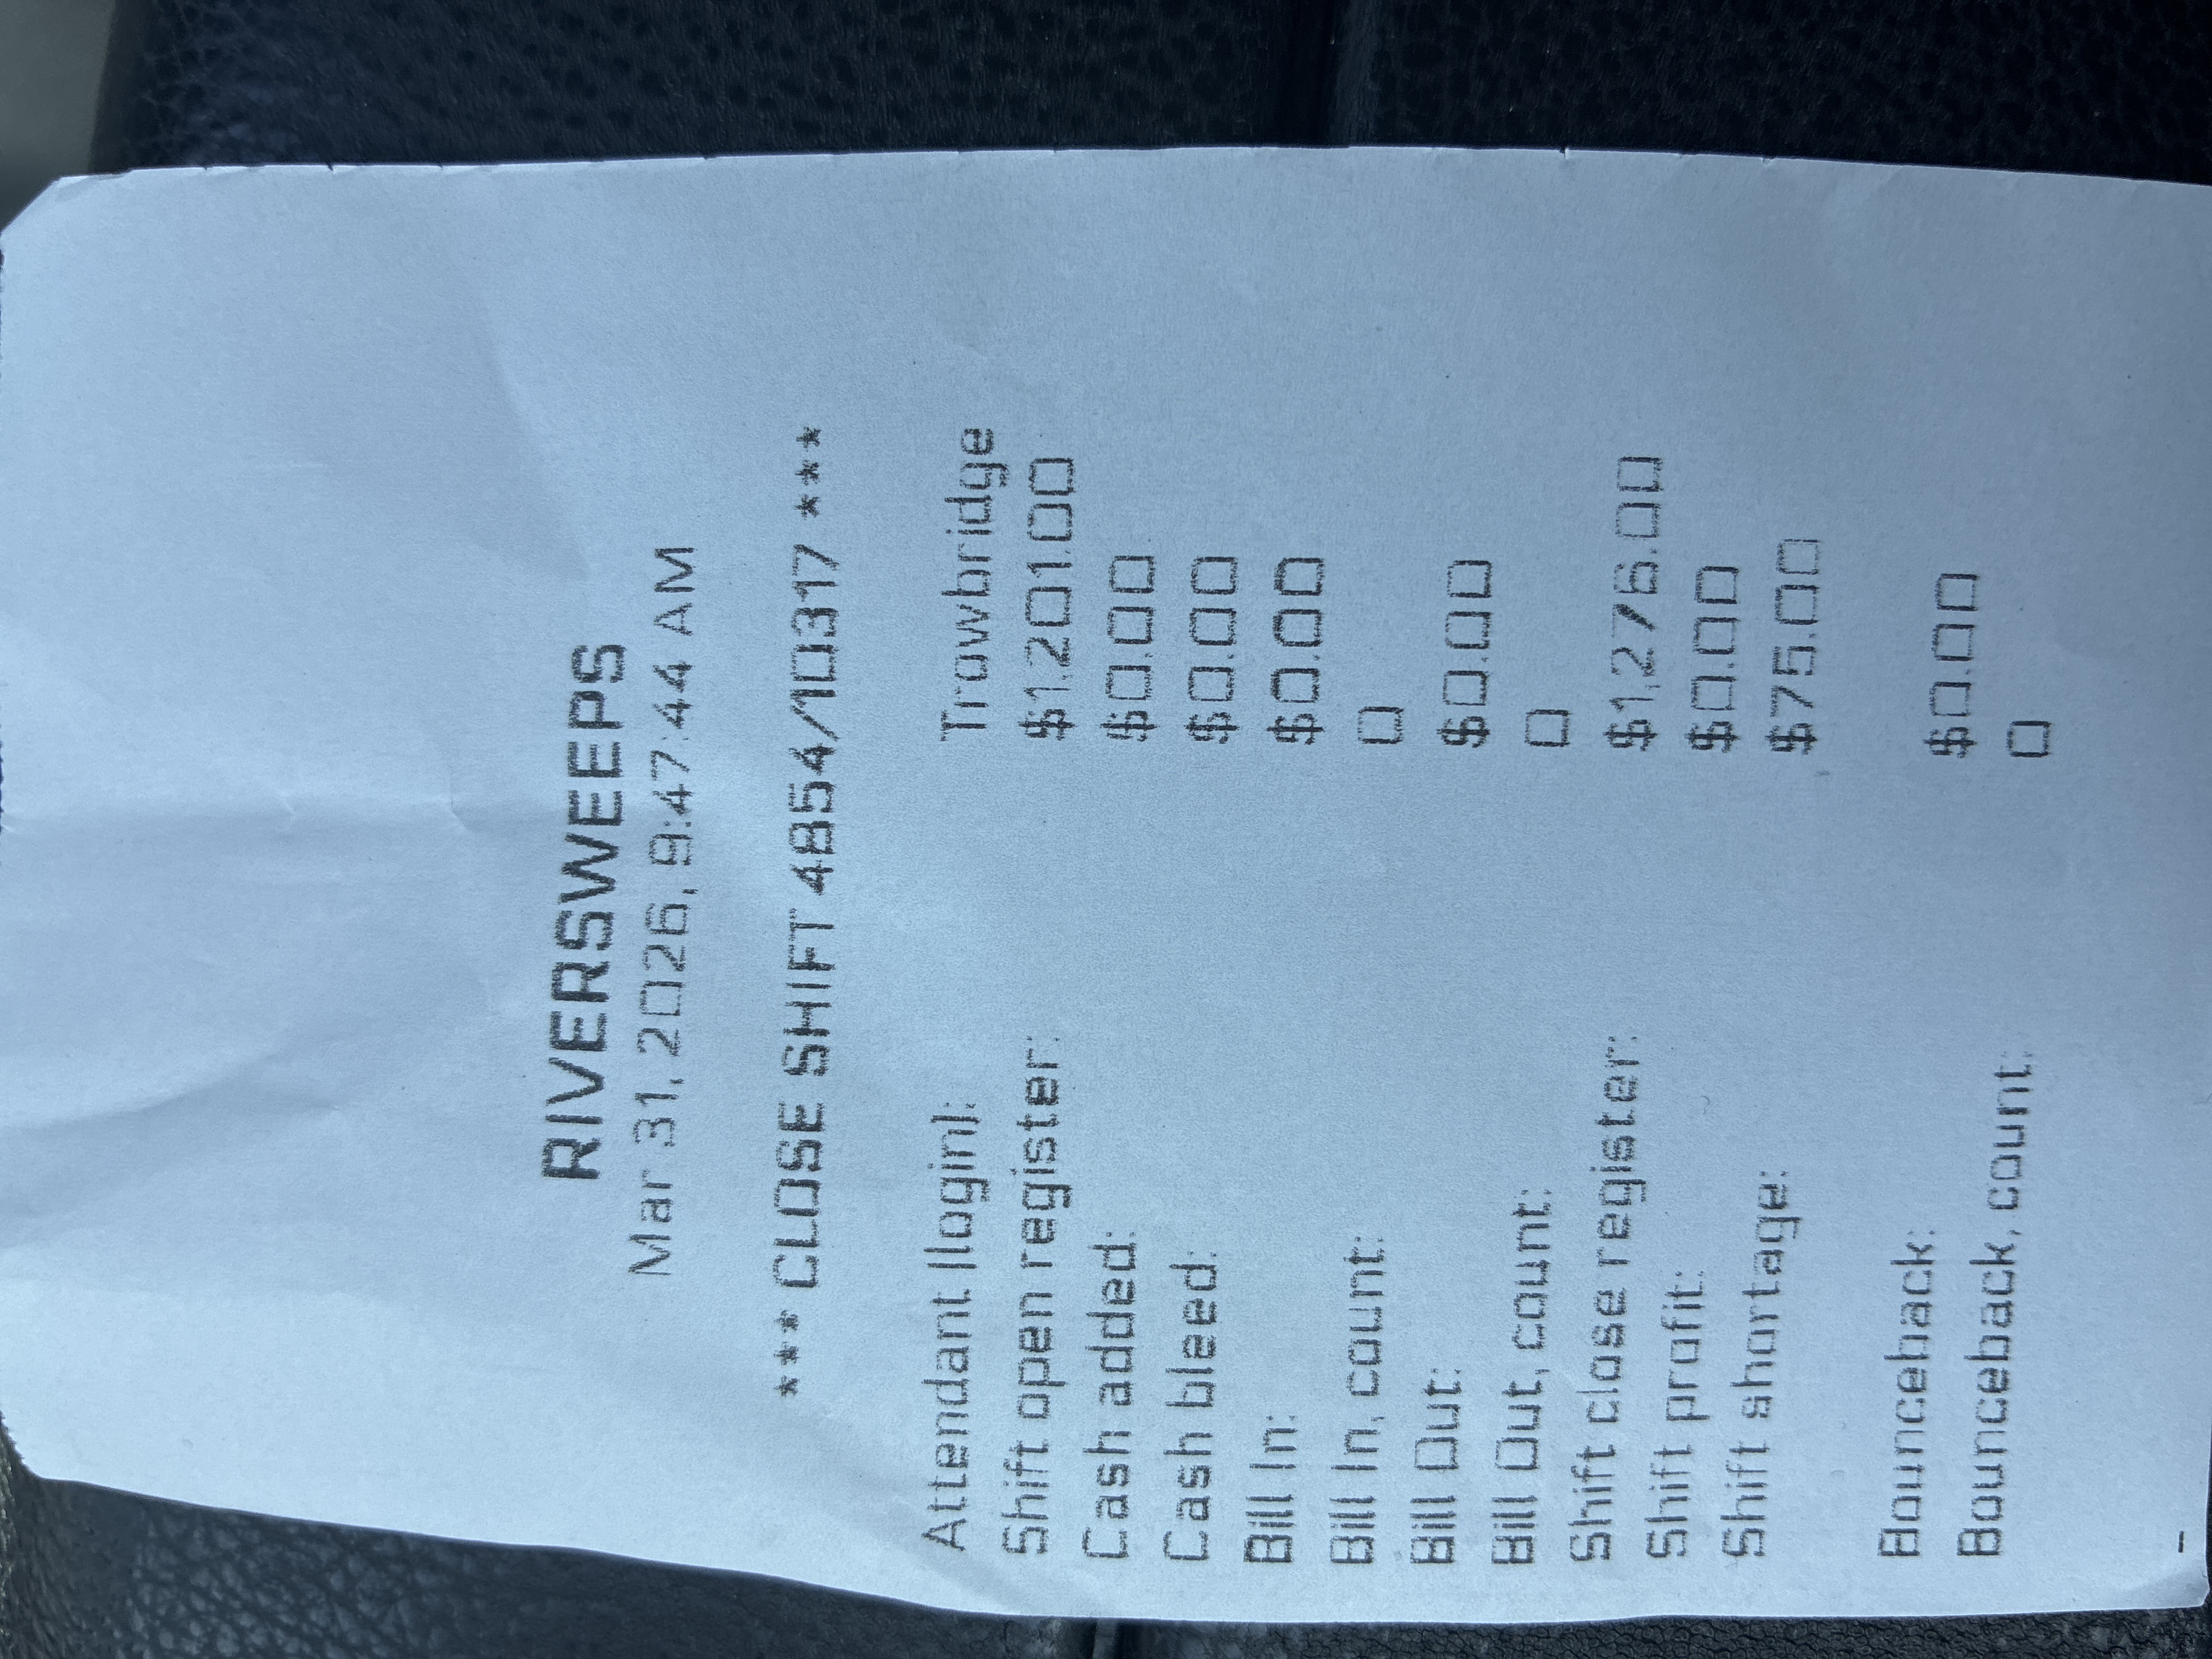 RIVERSWEEPS
Mar 31, 2026, 9:47:44 AM
*** CLOSE SHIFT 4854/10317 ***
Attendant (login): Trowbridge
Shift open register: $1,201.00
Cash added: $0.00
Cash bleed: $0.00
Bill In: $0.00
Bill In, count: 0
Bill Out: $0.00
Bill Out, count: 0
Shift close register: $1,276.00
Shift profit: $0.00
Shift shortage: $75.00
Bounceback: $0.00
Bounceback, count: 0